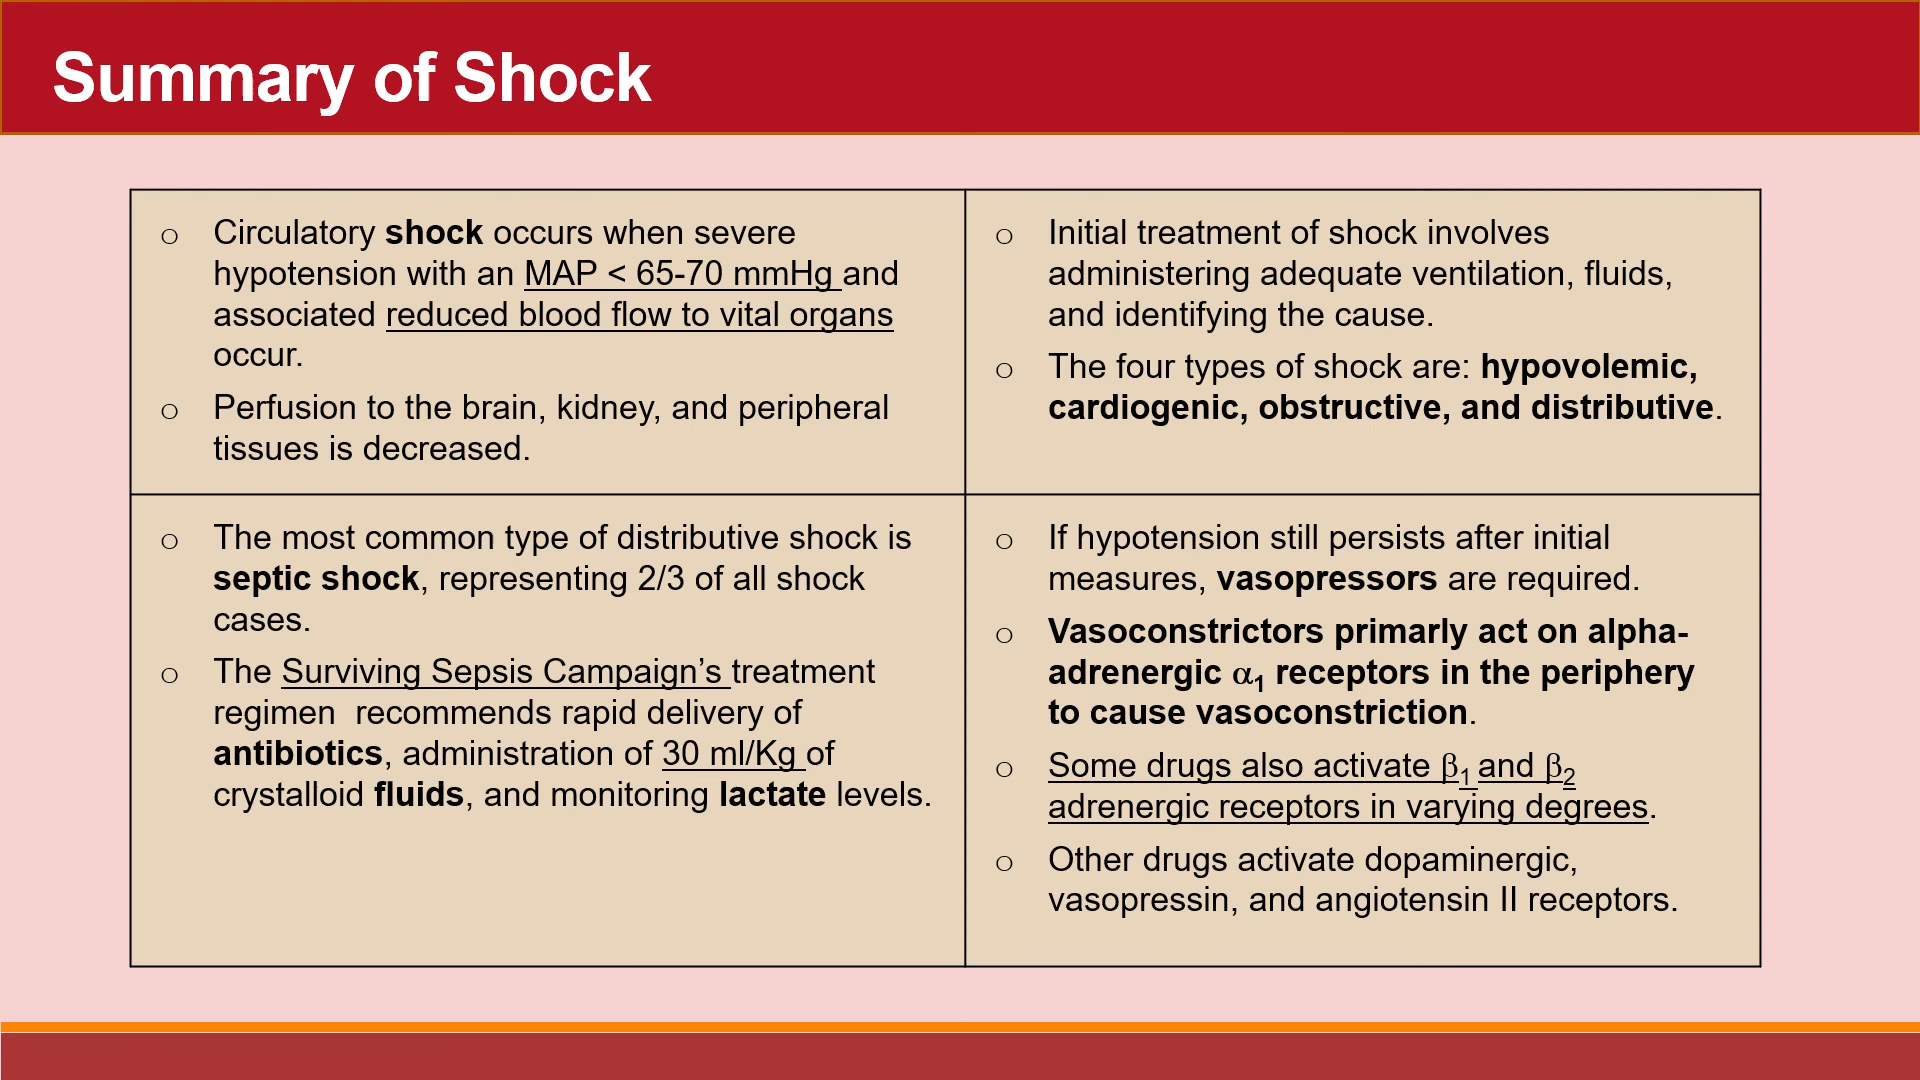 Summary of Shock
o Circulatory shock occurs when severe
hypotension with an MAP < 65-70 mmHg and
associated reduced blood flow to vital organs
occur.
o Perfusion to the brain, kidney, and peripheral
tissues is decreased.
o Initial treatment of shock involves
administering adequate ventilation, fluids,
and identifying the cause.
o The four types of shock are: hypovolemic,
cardiogenic, obstructive, and distributive.
o The most common type of distributive shock is
septic shock, representing 2/3 of all shock
cases.
o The Surviving Sepsis Campaign’s treatment
regimen  recommends rapid delivery of
antibiotics, administration of 30 ml/Kg of
crystalloid fluids, and monitoring lactate levels.
o If hypotension still persists after initial
measures, vasopressors are required.
o Vasoconstrictors primarly act on alpha-
adrenergic α₁ receptors in the periphery
to cause vasoconstriction.
o Some drugs also activate β₁ and β₂
adrenergic receptors in varying degrees.
o Other drugs activate dopaminergic,
vasopressin, and angiotensin II receptors.